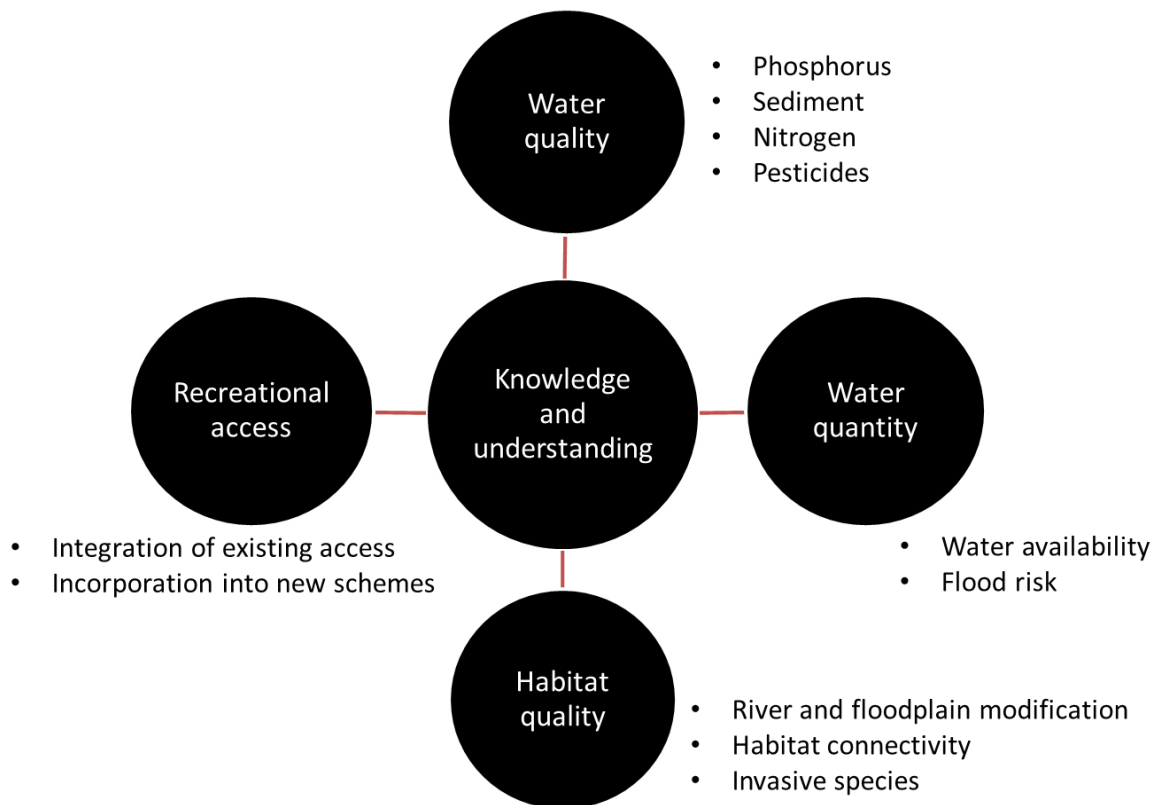 Water
quality
• Phosphorus
• Sediment
• Nitrogen
• Pesticides
Recreational
access
• Integration of existing access
• Incorporation into new schemes
Knowledge
and
understanding
Water
quantity
• Water availability
• Flood risk
Habitat
quality
• River and floodplain modification
• Habitat connectivity
• Invasive species